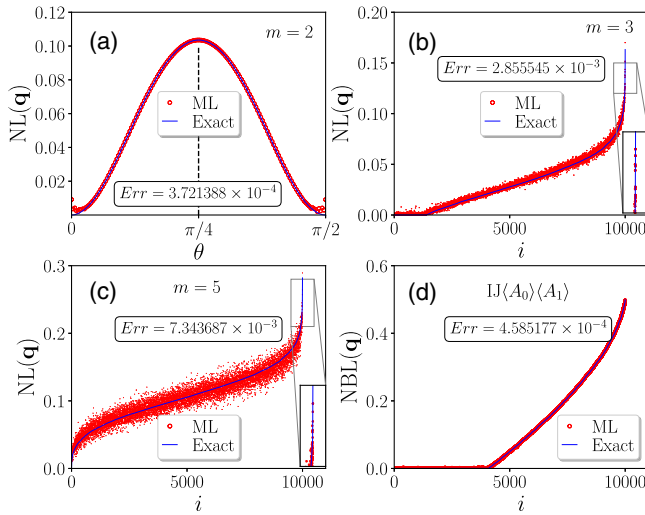 (a)
m = 2
NL(q)
0.10
0.08
0.06
0.04
0.02
ML
Exact
Err = 3.721388 × 10⁻⁴
0
π/4
π/2
θ
(b)
m = 3
NL(q)
0.20
0.15
0.10
0.05
0.00
Err = 2.855545 × 10⁻³
ML
Exact
5000
10000
i
(c)
m = 5
NL(q)
0.3
0.2
0.1
0.0
Err = 7.343687 × 10⁻³
ML
Exact
0
5000
10000
i
(d)
IJ⟨A₀⟩⟨A₁⟩
NBL(q)
0.6
0.4
0.2
0.0
Err = 4.585177 × 10⁻⁴
ML
Exact
0
5000
10000
i